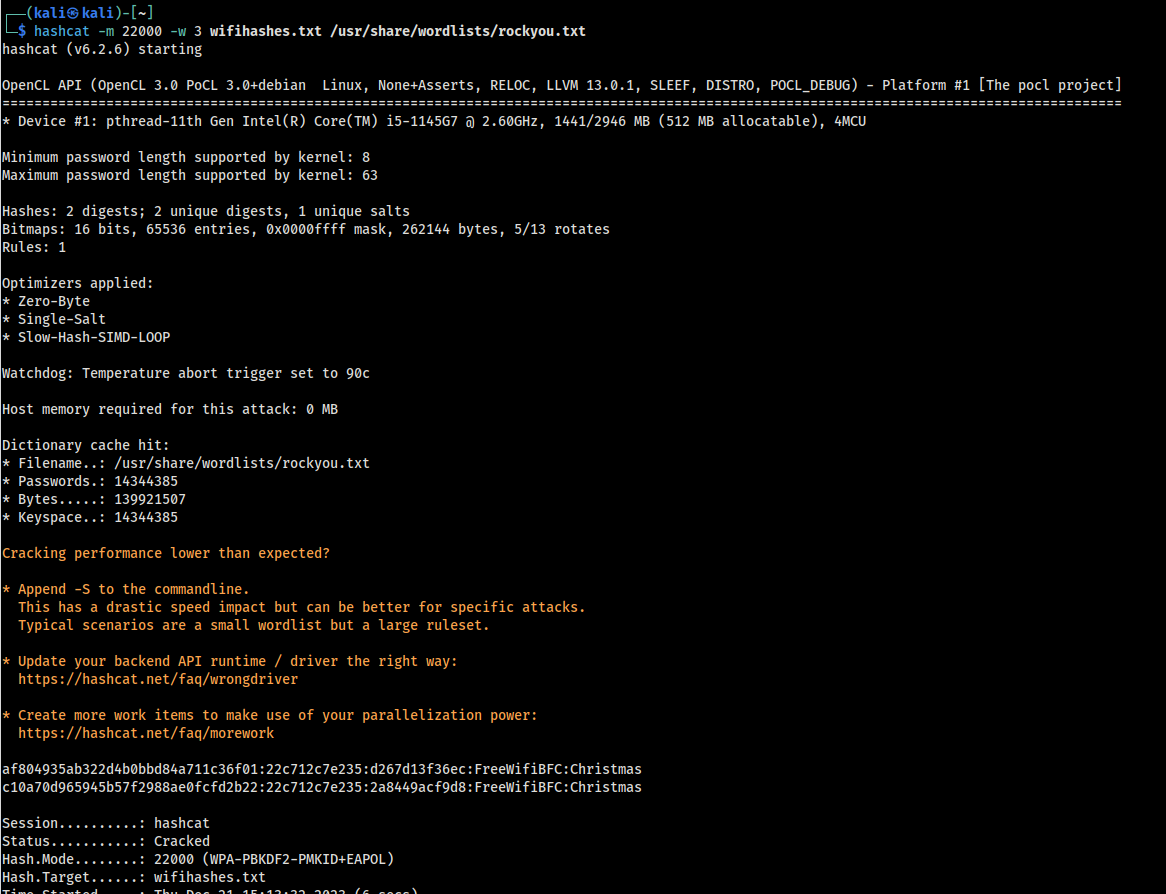 ┌──(kali㉿kali)-[~]
└─$ hashcat -m 22000 -w 3 wifihashes.txt /usr/share/wordlists/rockyou.txt
hashcat (v6.2.6) starting
OpenCL API (OpenCL 3.0 PoCL 3.0+debian  Linux, None+Asserts, RELOC, LLVM 13.0.1, SLEEF, DISTRO, POCL_DEBUG) - Platform #1 [The pocl project]
============================================================================================================================================
* Device #1: pthread-11th Gen Intel(R) Core(TM) i5-1145G7 @ 2.60GHz, 1441/2946 MB (512 MB allocatable), 4MCU
Minimum password length supported by kernel: 8
Maximum password length supported by kernel: 63
Hashes: 2 digests; 2 unique digests, 1 unique salts
Bitmaps: 16 bits, 65536 entries, 0x0000ffff mask, 262144 bytes, 5/13 rotates
Rules: 1
Optimizers applied:
* Zero-Byte
* Single-Salt
* Slow-Hash-SIMD-LOOP
Watchdog: Temperature abort trigger set to 90c
Host memory required for this attack: 0 MB
Dictionary cache hit:
* Filename..: /usr/share/wordlists/rockyou.txt
* Passwords.: 14344385
* Bytes.....: 139921507
* Keyspace..: 14344385
Cracking performance lower than expected?
* Append -S to the commandline.
  This has a drastic speed impact but can be better for specific attacks.
  Typical scenarios are a small wordlist but a large ruleset.
* Update your backend API runtime / driver the right way:
  https://hashcat.net/faq/wrongdriver
* Create more work items to make use of your parallelization power:
  https://hashcat.net/faq/morework
af804935ab322d4b0bbd84a711c36f01:22c712c7e235:d267d13f36ec:FreeWifiBFC:Christmas
c10a70d965945b57f2988ae0fcfd2b22:22c712c7e235:2a8449acf9d8:FreeWifiBFC:Christmas
Session..........: hashcat
Status...........: Cracked
Hash.Mode........: 22000 (WPA-PBKDF2-PMKID+EAPOL)
Hash.Target......: wifihashes.txt
Time.Started.....: Thu Dec 21 15:13:32 2023 (6 secs)